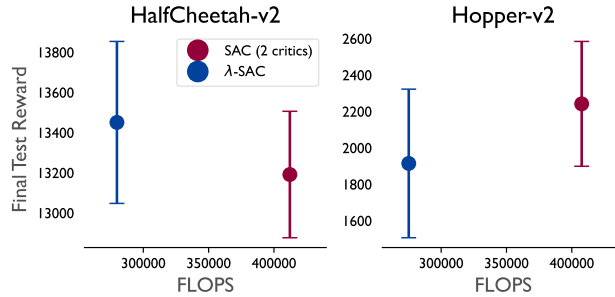 HalfCheetah-v2
Final Test Reward
13800
13600
13400
13200
13000
SAC (2 critics)
λ-SAC
300000 350000 400000
FLOPS
Hopper-v2
2600
2400
2200
2000
1800
1600
300000 350000 400000
FLOPS